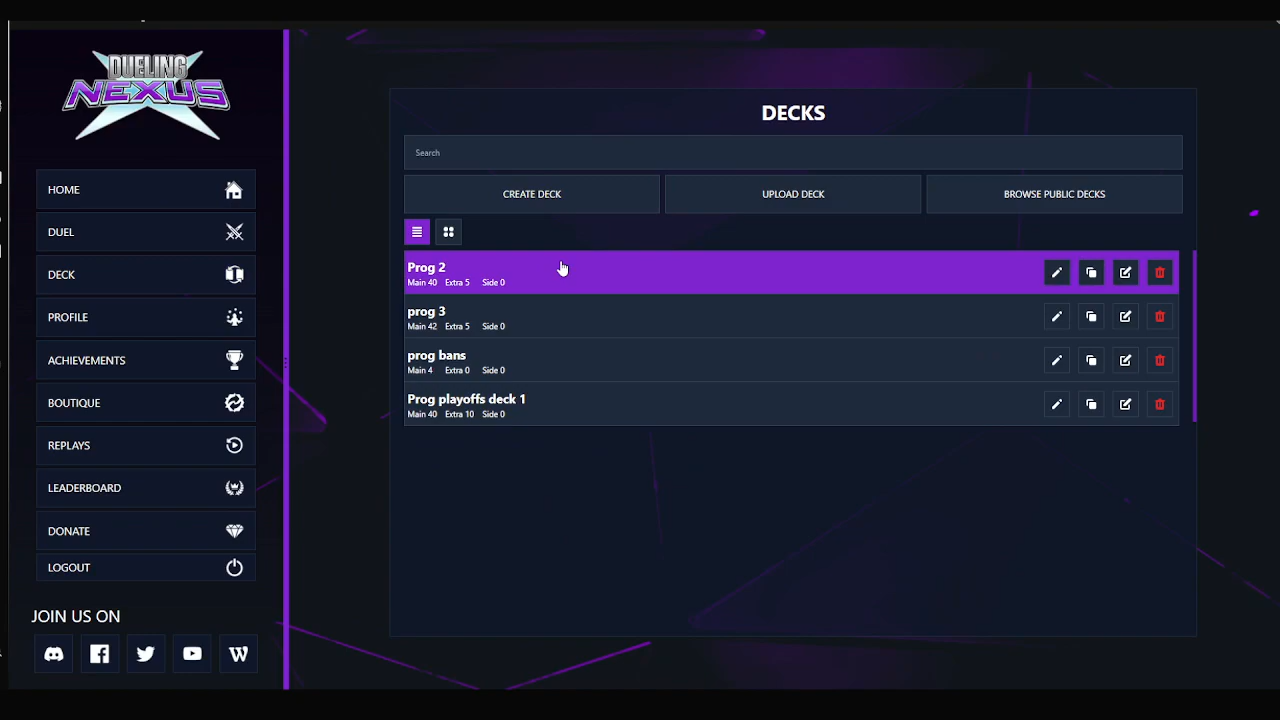 DUELING
NEXUS
HOME
DUEL
DECK
PROFILE
ACHIEVEMENTS
BOUTIQUE
REPLAYS
LEADERBOARD
DONATE
LOGOUT
JOIN US ON
W
DECKS
Search
CREATE DECK
UPLOAD DECK
BROWSE PUBLIC DECKS
Prog 2
Main 40 Extra 5 Side 0
prog 3
Main 42 Extra 5 Side 0
prog bans
Main 4 Extra 0 Side 0
Prog playoffs deck 1
Main 40 Extra 10 Side 0